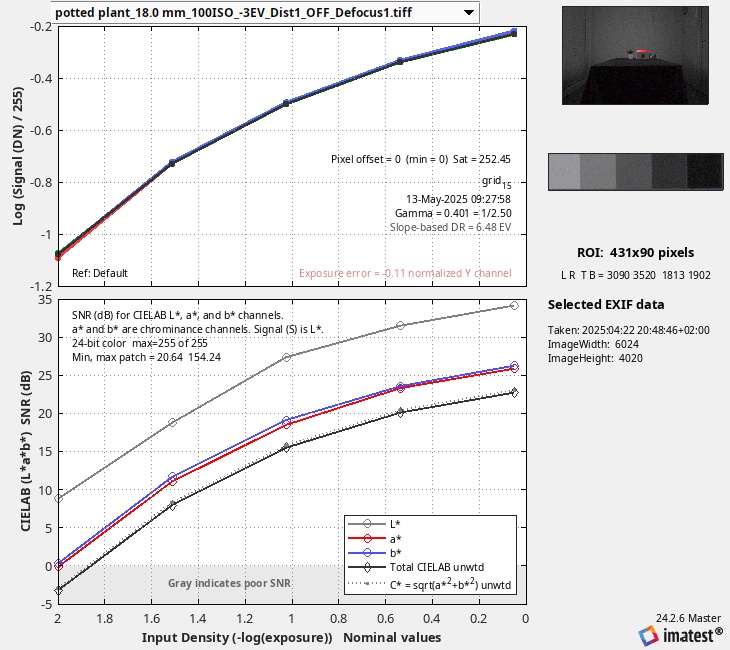 potted plant_18.0 mm_100ISO_-3EV_Dist1_OFF_Defocus1.tiff
-0.2
-0.4
-0.6
-0.8
-1
-1.2
Log (Signal (DN) / 255)
Pixel offset = 0 (min = 0) Sat = 252.45
grid15
13-May-2025 09:27:58
Gamma = 0.401 = 1/2.50
Slope-based DR = 6.48 EV
Ref: Default
Exposure error = -0.11 normalized Y channel
ROI: 431x90 pixels
L R T B = 3090 3520 1813 1902
Selected EXIF data
Taken: 2025:04:22 20:48:46+02:00
ImageWidth: 6024
ImageHeight: 4020
35
30
25
20
15
10
5
0
-5
CIELAB (L*a*b*) SNR (dB)
SNR (dB) for CIELAB L*, a*, and b* channels.
a* and b* are chrominance channels. Signal (S) is L*.
24-bit color max=255 of 255
Min, max patch = 20.64 154.24
L*
a*
b*
Total CIELAB unwtd
C* = sqrt(a*2+b*2) unwtd
Gray indicates poor SNR
2 1.8 1.6 1.4 1.2 1 0.8 0.6 0.4 0.2 0
Input Density (-log(exposure)) Nominal values
24.2.6 Master
imatest®